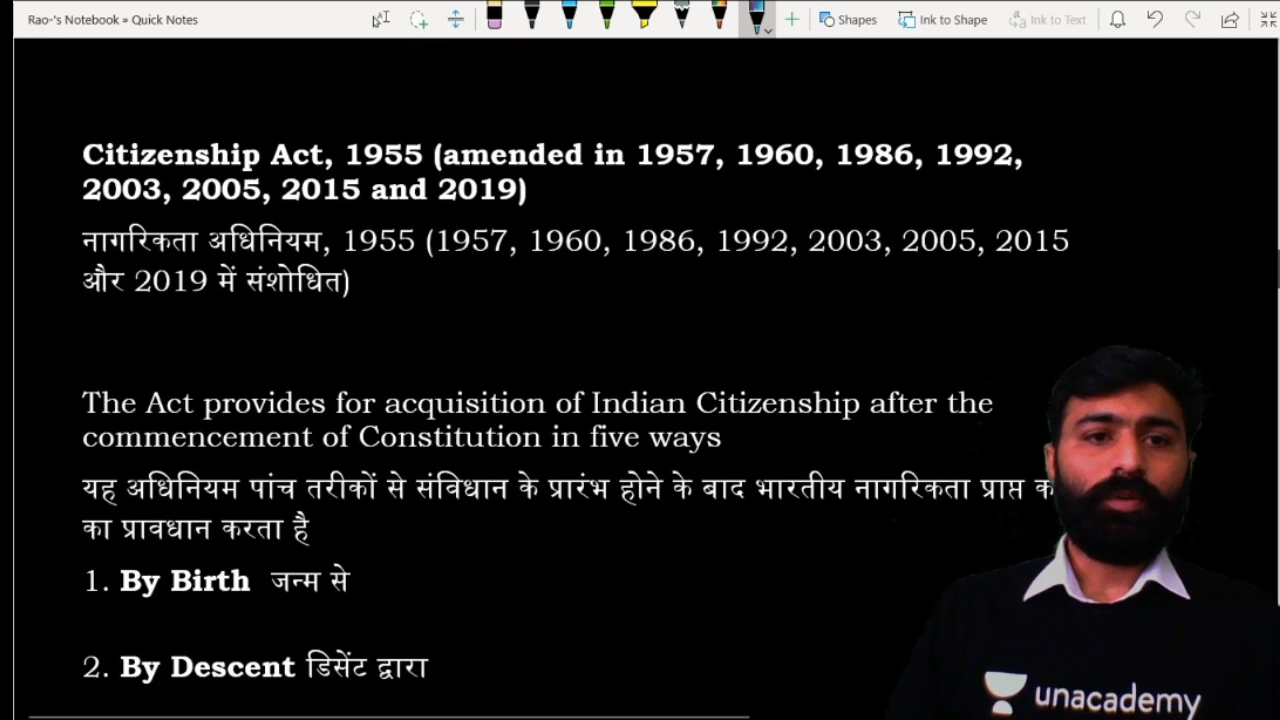 Rao-'s Notebook » Quick Notes
Shapes
Ink to Shape
Ink to Text
Citizenship Act, 1955 (amended in 1957, 1960, 1986, 1992,
2003, 2005, 2015 and 2019)
नागरिकता अधिनियम, 1955 (1957, 1960, 1986, 1992, 2003, 2005, 2015
और 2019 में संशोधित)
The Act provides for acquisition of Indian Citizenship after the
commencement of Constitution in five ways
यह अधिनियम पांच तरीकों से संविधान के प्रारंभ होने के बाद भारतीय नागरिकता प्राप्त
का प्रावधान करता है
1. By Birth जन्म से
2. By Descent डिसेंट द्वारा
unacademy